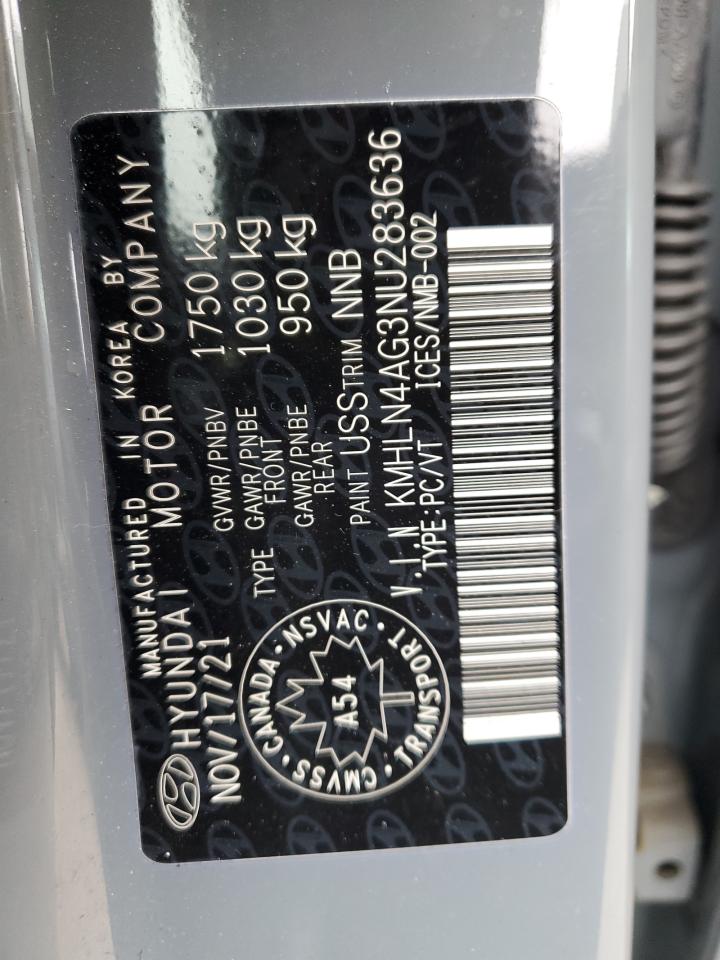 MANUFACTURED IN KOREA BY
HYUNDAI MOTOR COMPANY
NOV/17/21
GVWR/PNBV 1750 kg
TYPE GAWR/PNBE FRONT 1030 kg
GAWR/PNBE REAR 950 kg
PAINT USS TRIM NNB
V.I.N KMHLN4AG3NU283636
TYPE:PC/VT ICES/NMB-002
CANADA · NSVAC · TRANSPORT · CMVSS
A54